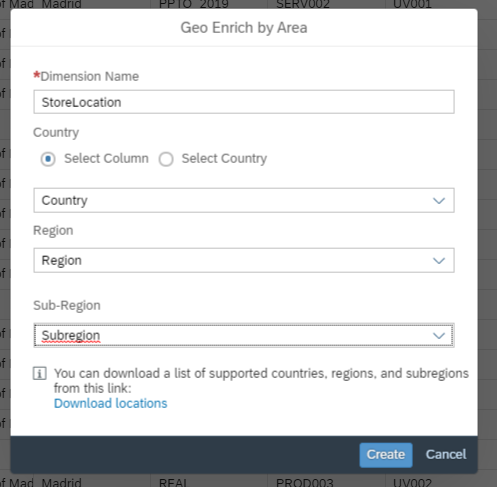 of Mad Madrid PPTO_2019 SERV002 UV001
Geo Enrich by Area
*Dimension Name
StoreLocation
Country
Select Column Select Country
Country
Region
Region
Sub-Region
Subregion
You can download a list of supported countries, regions, and subregions
from this link:
Download locations
Create Cancel
of Mad Madrid REAL PROD003 UV002